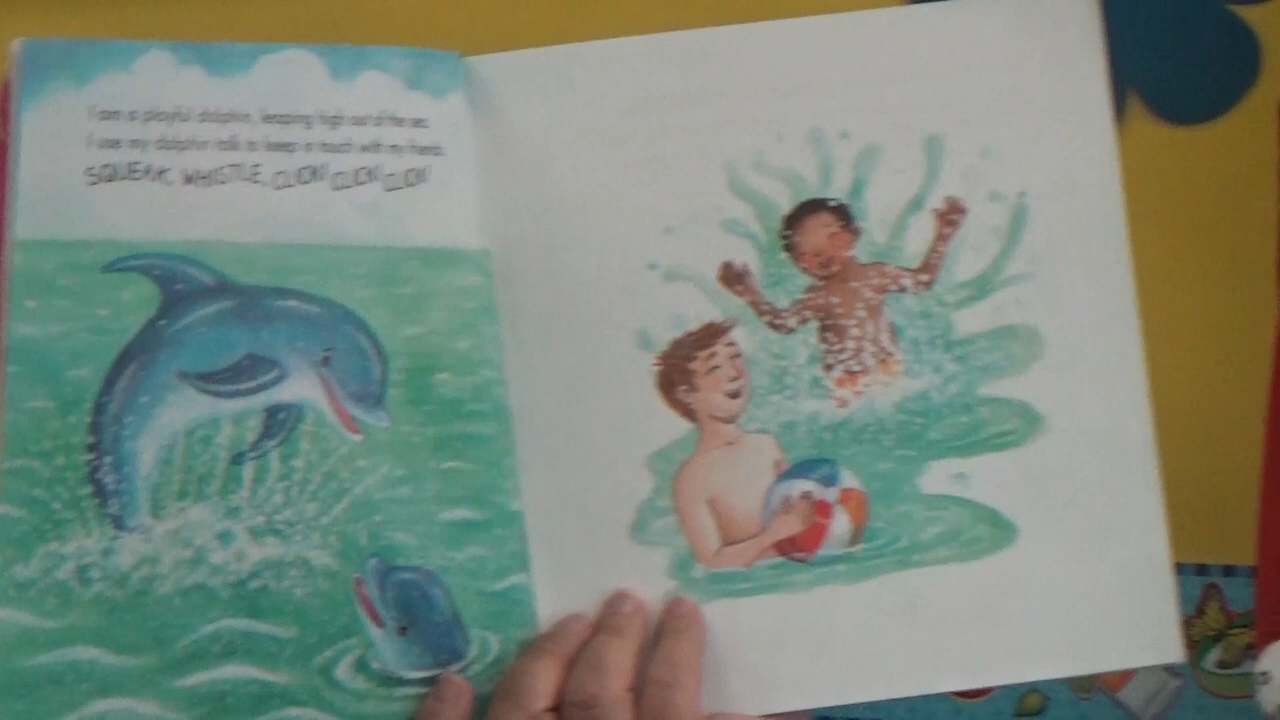 I am a playful dolphin, leaping high out of the sea.
I use my dolphin talk to keep in touch with my friends.
SQUEAK, WHISTLE, CLICK! CLICK! CLICK!